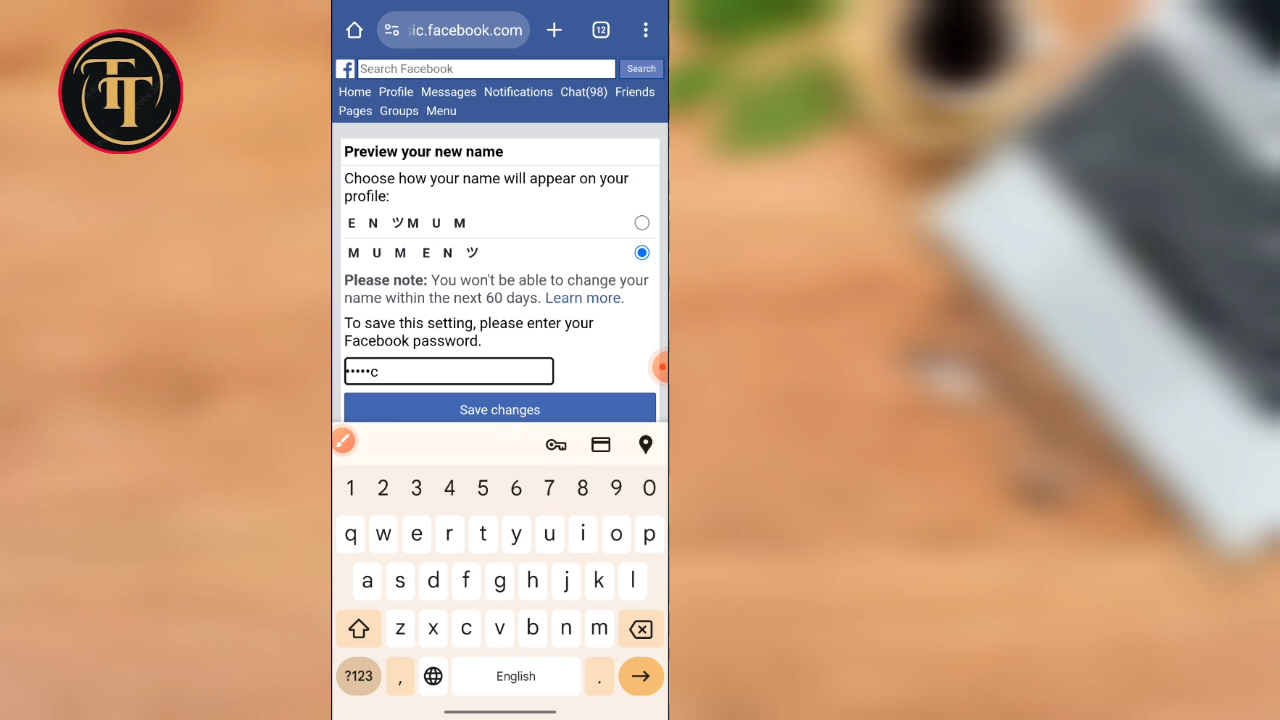 TT
ic.facebook.com
12
Search Facebook
Search
Home Profile Messages Notifications Chat(98) Friends
Pages Groups Menu
Preview your new name
Choose how your name will appear on your
profile:
E N ツM U M
M U M E N ツ
Please note: You won't be able to change your
name within the next 60 days. Learn more.
To save this setting, please enter your
Facebook password.
•••••c
Save changes
1 2 3 4 5 6 7 8 9 0
q w e r t y u i o p
a s d f g h j k l
z x c v b n m
?123 , English .